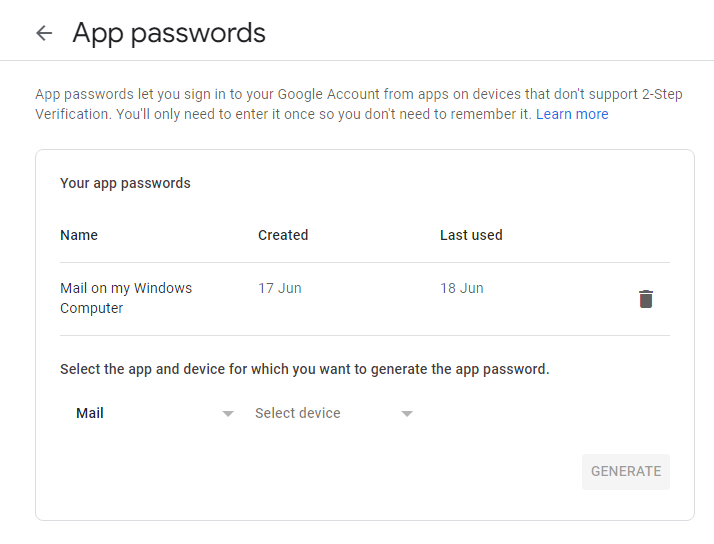 App passwords
App passwords let you sign in to your Google Account from apps on devices that don't support 2-Step
Verification. You'll only need to enter it once so you don't need to remember it. Learn more
Your app passwords
Name Created Last used
Mail on my Windows
Computer
17 Jun 18 Jun
Select the app and device for which you want to generate the app password.
Mail Select device
GENERATE